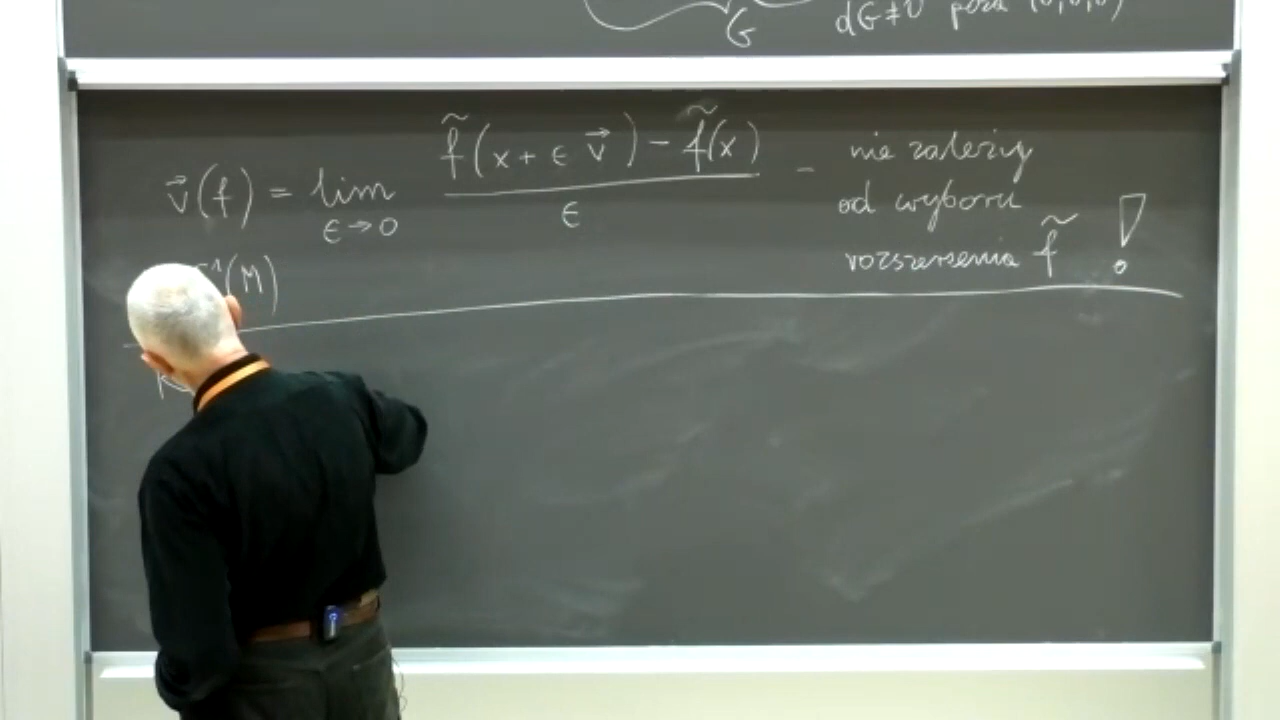 G dG≠0 poza (0,0,0)
v⃗(f) = lim ε→0 f̃(x + ε v⃗) − f̃(x) / ε – nie zależy
od wyboru
rozszerzenia f̃ !
(M)